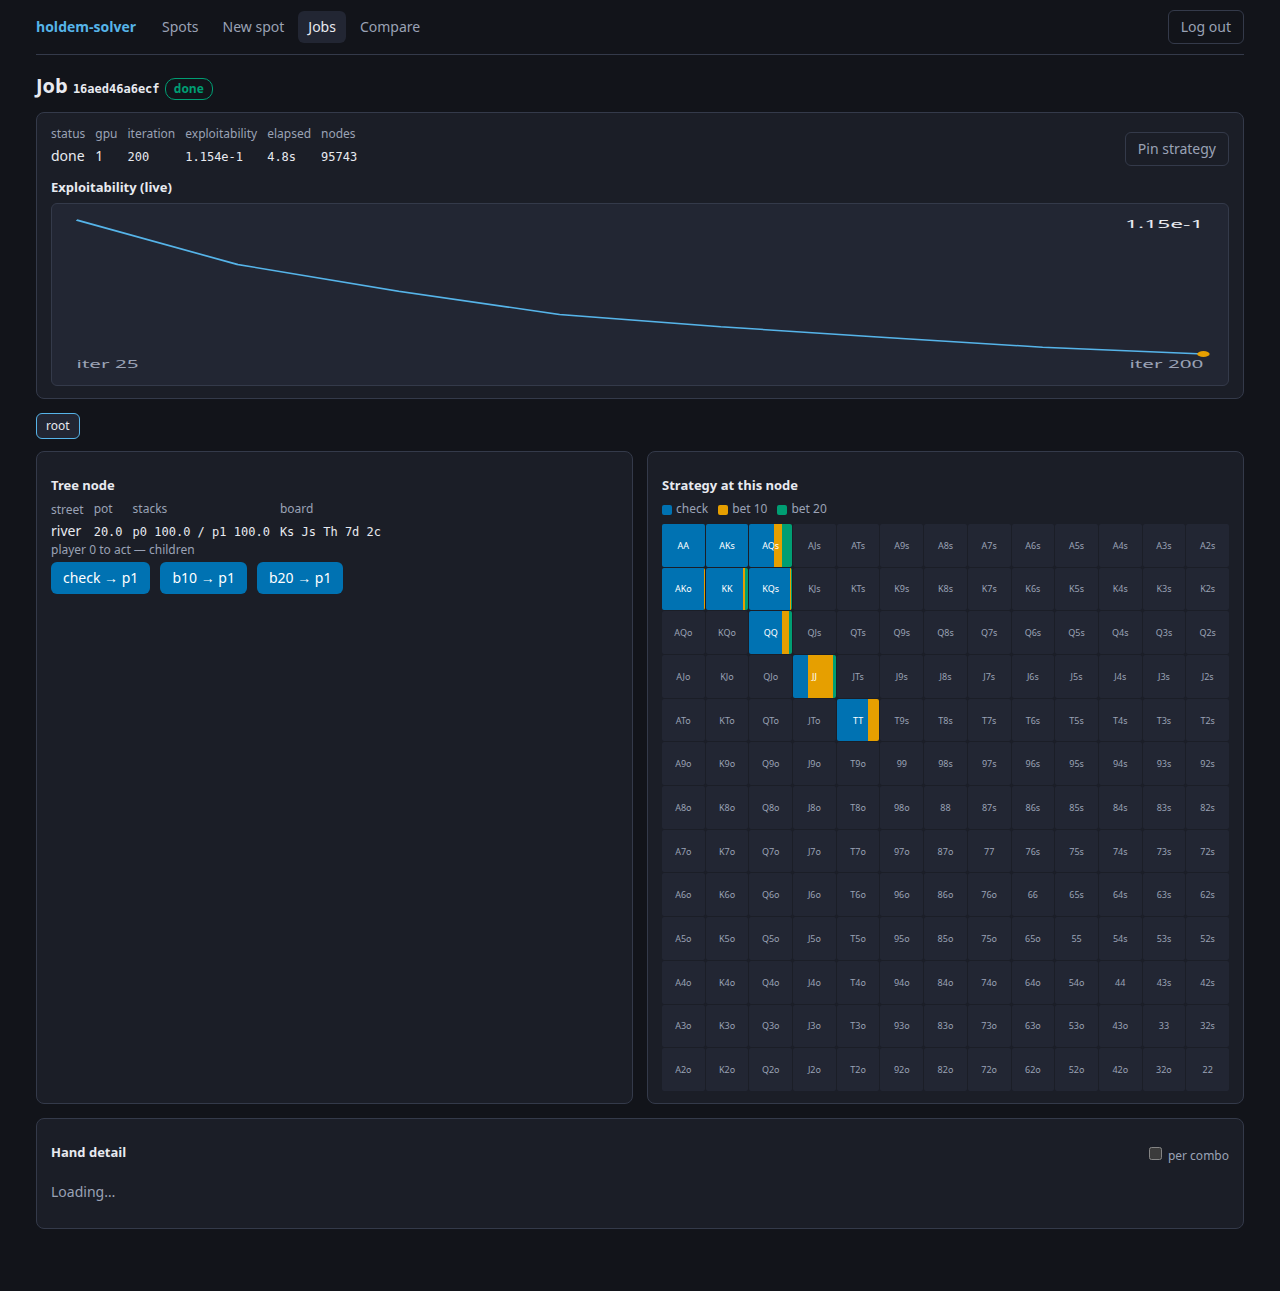 holdem-solver Spots New spot Jobs Compare Log out
Job 16aed46a6ecf done
status gpu iteration exploitability elapsed nodes
done 1 200 1.154e-1 4.8s 95743
Pin strategy
Exploitability (live)
1.15e-1
iter 25 iter 200
root
Tree node
street pot stacks board
river 20.0 p0 100.0 / p1 100.0 Ks Js Th 7d 2c
player 0 to act — children
check → p1 b10 → p1 b20 → p1
Strategy at this node
check bet 10 bet 20
AA AKs AQs AJs ATs A9s A8s A7s A6s A5s A4s A3s A2s
AKo KK KQs KJs KTs K9s K8s K7s K6s K5s K4s K3s K2s
AQo KQo QQ QJs QTs Q9s Q8s Q7s Q6s Q5s Q4s Q3s Q2s
AJo KJo QJo JJ JTs J9s J8s J7s J6s J5s J4s J3s J2s
ATo KTo QTo JTo TT T9s T8s T7s T6s T5s T4s T3s T2s
A9o K9o Q9o J9o T9o 99 98s 97s 96s 95s 94s 93s 92s
A8o K8o Q8o J8o T8o 98o 88 87s 86s 85s 84s 83s 82s
A7o K7o Q7o J7o T7o 97o 87o 77 76s 75s 74s 73s 72s
A6o K6o Q6o J6o T6o 96o 86o 76o 66 65s 64s 63s 62s
A5o K5o Q5o J5o T5o 95o 85o 75o 65o 55 54s 53s 52s
A4o K4o Q4o J4o T4o 94o 84o 74o 64o 54o 44 43s 42s
A3o K3o Q3o J3o T3o 93o 83o 73o 63o 53o 43o 33 32s
A2o K2o Q2o J2o T2o 92o 82o 72o 62o 52o 42o 32o 22
Hand detail per combo
Loading…